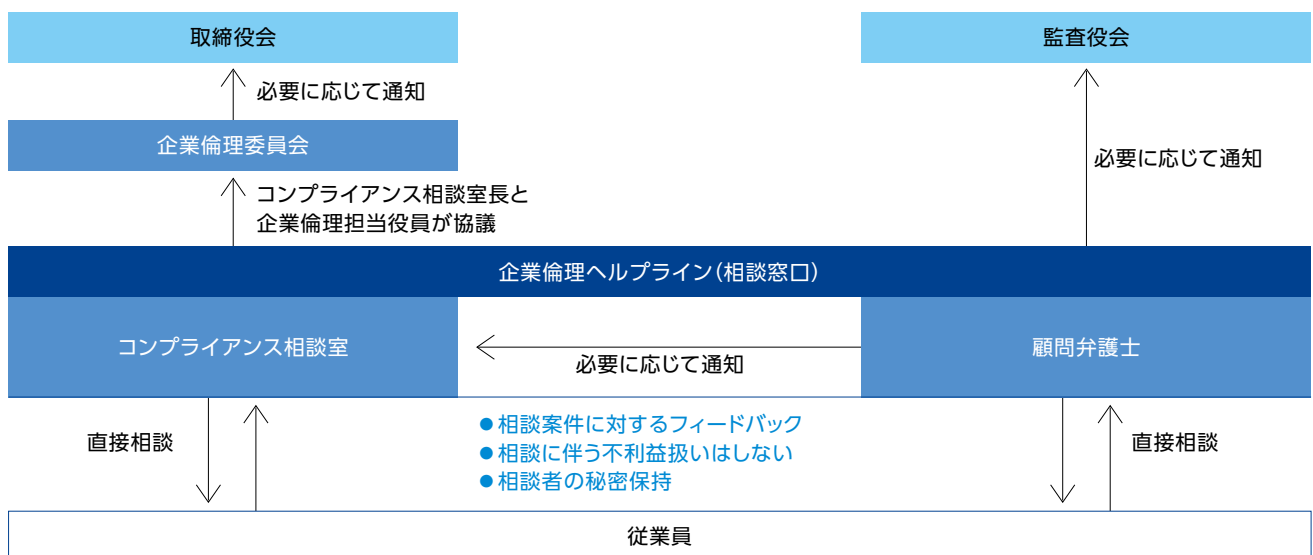 取締役会
監査役会
必要に応じて通知
企業倫理委員会
必要に応じて通知
コンプライアンス相談室長と
企業倫理担当役員が協議
企業倫理ヘルプライン(相談窓口)
コンプライアンス相談室
必要に応じて通知
顧問弁護士
直接相談
●相談案件に対するフィードバック
●相談に伴う不利益扱いはしない
●相談者の秘密保持
直接相談
従業員